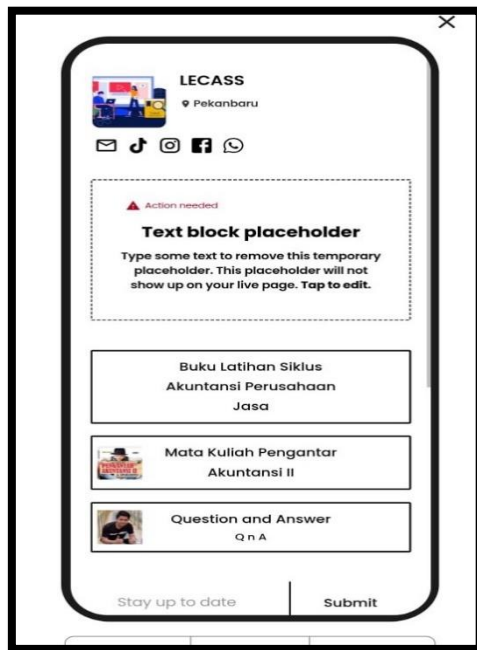 LECASS
Pekanbaru
Action needed
Text block placeholder
Type some text to remove this temporary
placeholder. This placeholder will not
show up on your live page. Tap to edit.
Buku Latihan Siklus
Akuntansi Perusahaan
Jasa
Mata Kuliah Pengantar
Akuntansi II
Question and Answer
Q n A
Stay up to date
Submit